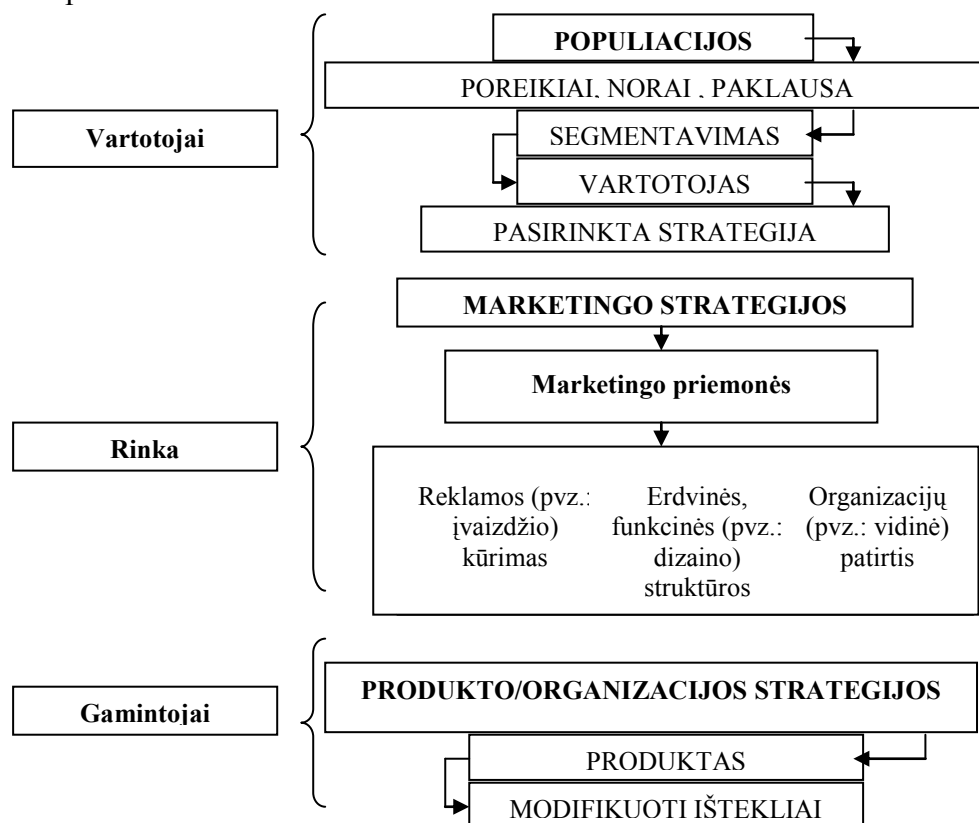 POPULIACIJOS
POREIKIAI, NORAI , PAKLAUSA
Vartotojai
SEGMENTAVIMAS
VARTOTOJAS
PASIRINKTA STRATEGIJA
MARKETINGO STRATEGIJOS
Marketingo priemonės
Rinka
Reklamos (pvz.:
įvaizdžio)
kūrimas
Erdvinės,
funkcinės (pvz.:
dizaino)
struktūros
Organizacijų
(pvz.: vidinė)
patirtis
PRODUKTO/ORGANIZACIJOS STRATEGIJOS
Gamintojai
PRODUKTAS
MODIFIKUOTI IŠTEKLIAI